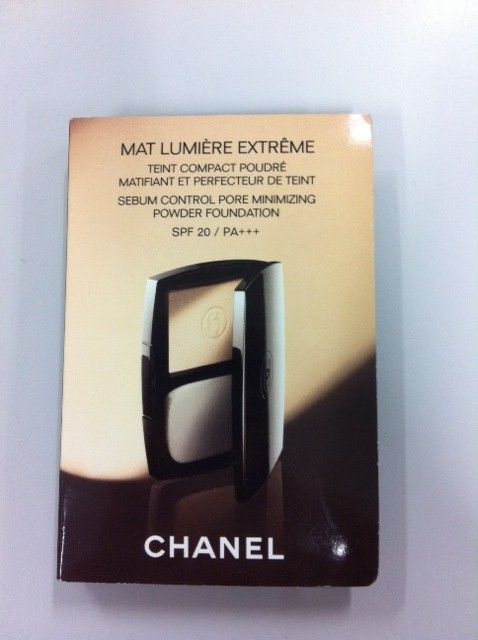 MAT LUMIÈRE EXTRÊME
TEINT COMPACT POUDRÉ
MATIFIANT ET PERFECTEUR DE TEINT
SEBUM CONTROL PORE MINIMIZING
POWDER FOUNDATION
SPF 20 / PA+++
CHANEL